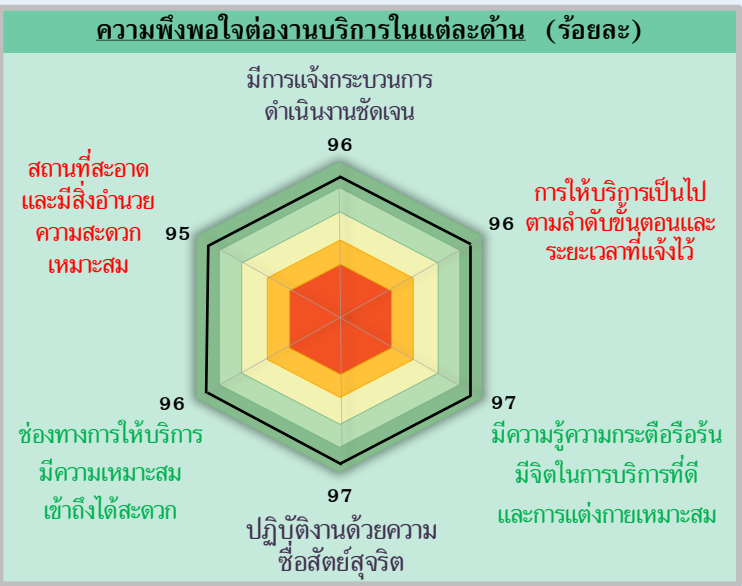 ความพึงพอใจต่องานบริการในแต่ละด้าน (ร้อยละ)
มีการแจ้งกระบวนการ
ดำเนินงานชัดเจน
96
การให้บริการเป็นไป
ตามลำดับขั้นตอนและ
ระยะเวลาที่แจ้งไว้
96
มีความรู้ความกระตือรือร้น
มีจิตในการบริการที่ดี
และการแต่งกายเหมาะสม
97
ปฏิบัติงานด้วยความ
ซื่อสัตย์สุจริต
97
ช่องทางการให้บริการ
มีความเหมาะสม
เข้าถึงได้สะดวก
96
สถานที่สะอาด
และมีสิ่งอำนวย
ความสะดวก
เหมาะสม
95